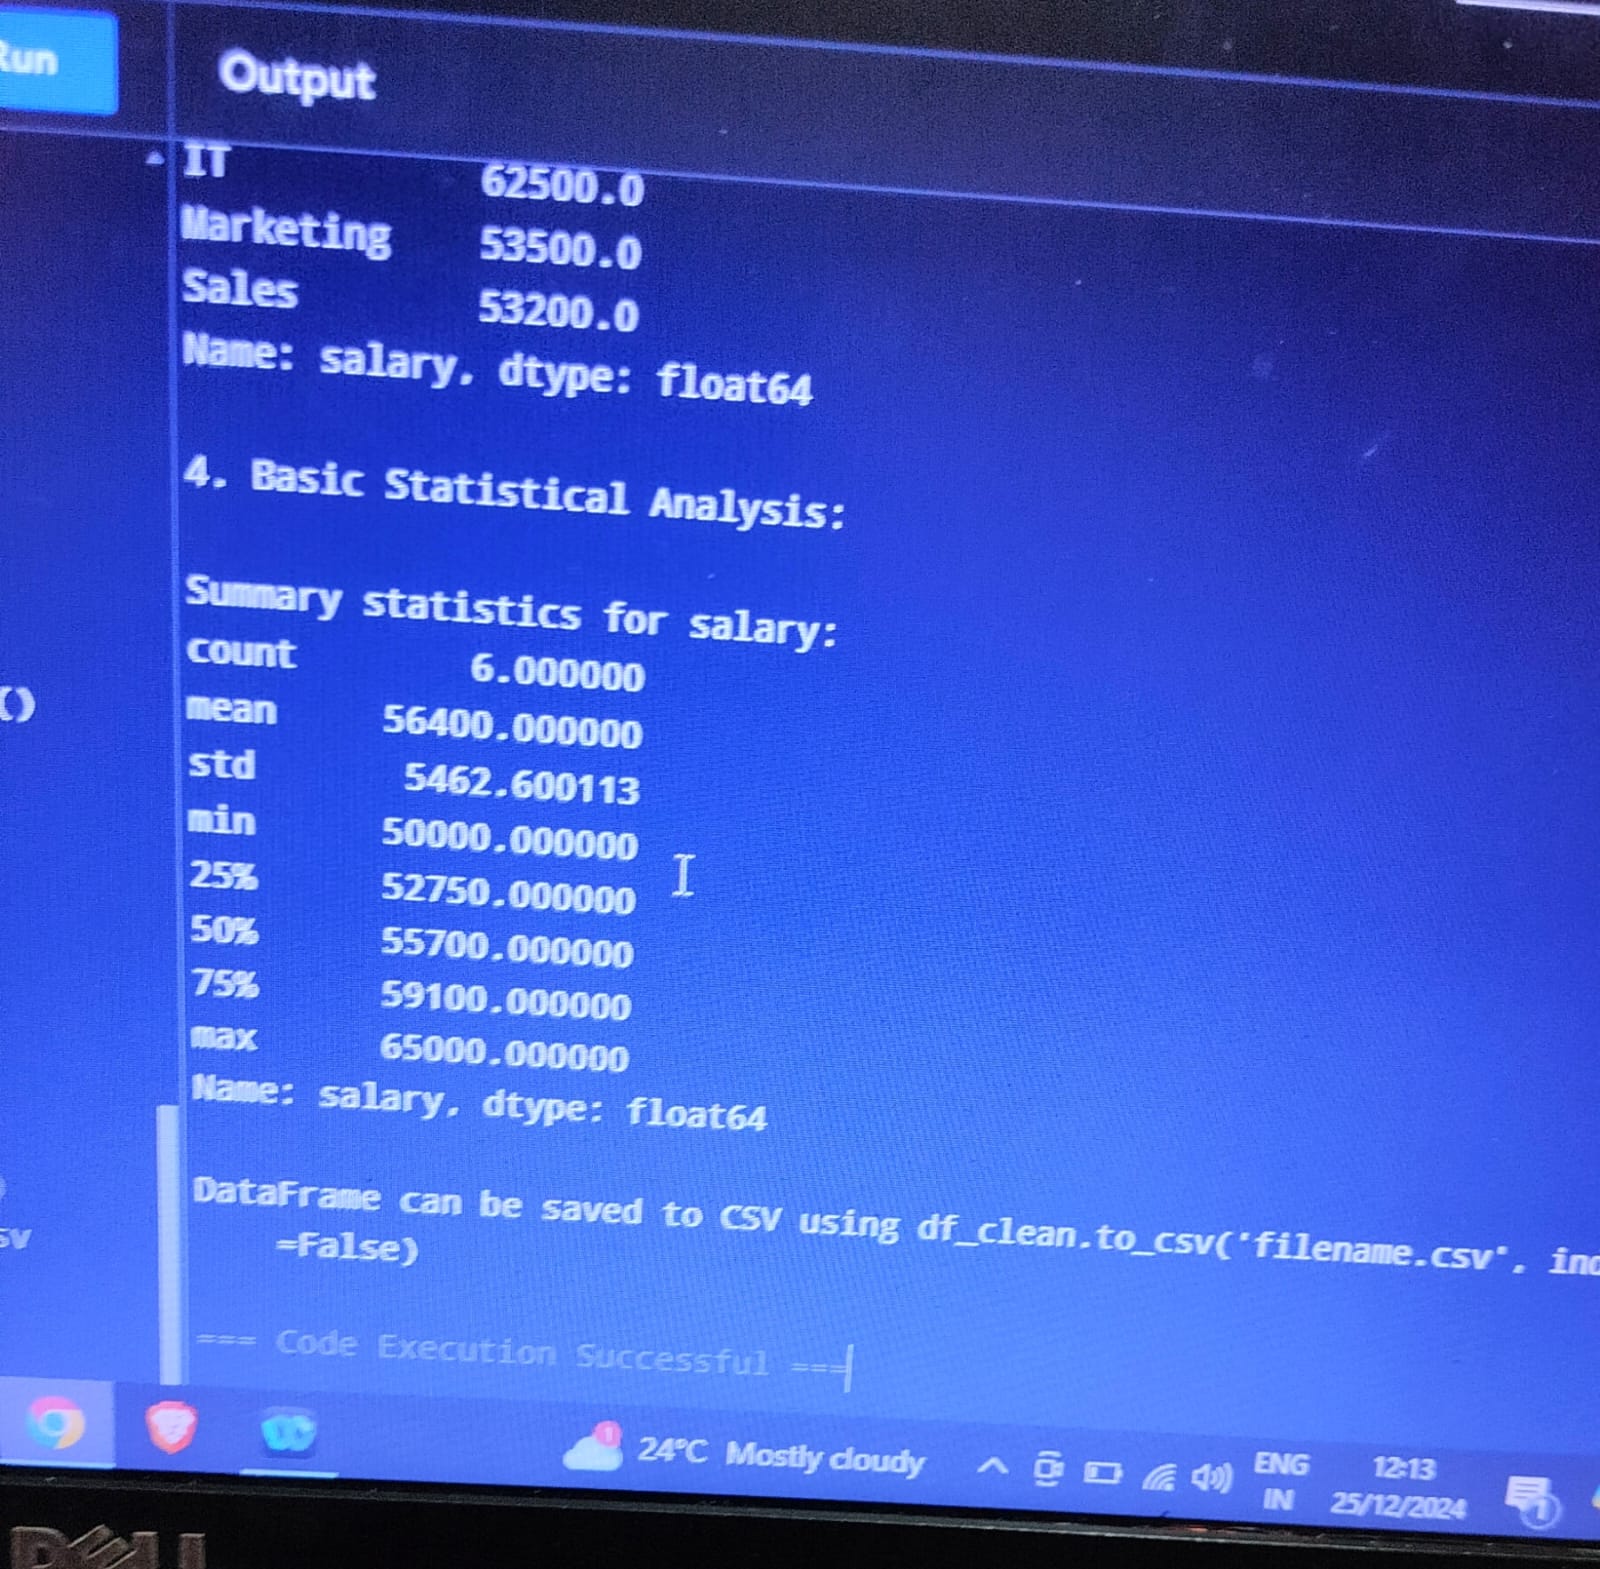 Run
Output
IT 62500.0
Marketing 53500.0
Sales 53200.0
Name: salary, dtype: float64
4. Basic Statistical Analysis:
Summary statistics for salary:
count 6.000000
mean 56400.000000
std 5462.600113
min 50000.000000
25% 52750.000000
50% 55700.000000
75% 59100.000000
max 65000.000000
Name: salary, dtype: float64
DataFrame can be saved to CSV using df_clean.to_csv('filename.csv', ind
=False)
=== Code Execution Successful ===
()
sv
24°C Mostly cloudy
ENG
IN
12:13
25/12/2024
1
1
DELL